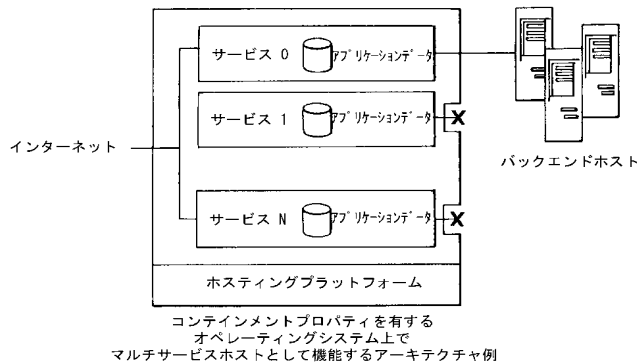 サービス 0 アプリケーションデータ
サービス 1 アプリケーションデータ
インターネット
バックエンドホスト
サービス N アプリケーションデータ
ホスティングプラットフォーム
コンテインメントプロパティを有する
オペレーティングシステム上で
マルチサービスホストとして機能するアーキテクチャ例